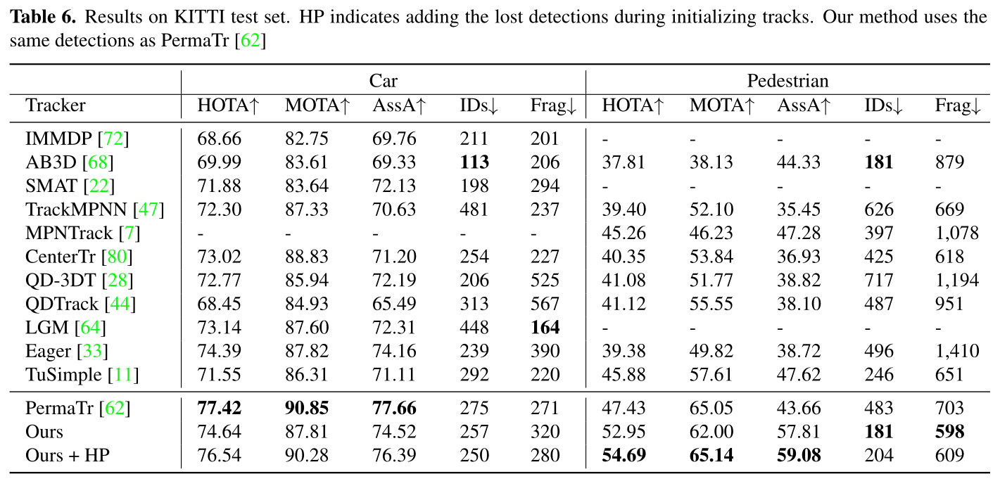 Table 6. Results on KITTI test set. HP indicates adding the lost detections during initializing tracks. Our method uses the
same detections as PermaTr [62]
Car Pedestrian
Tracker HOTA↑ MOTA↑ AssA↑ IDs↓ Frag↓ HOTA↑ MOTA↑ AssA↑ IDs↓ Frag↓
IMMDP [72] 68.66 82.75 69.76 211 201 - - - - -
AB3D [68] 69.99 83.61 69.33 113 206 37.81 38.13 44.33 181 879
SMAT [22] 71.88 83.64 72.13 198 294 - - - - -
TrackMPNN [47] 72.30 87.33 70.63 481 237 39.40 52.10 35.45 626 669
MPNTrack [7] - - - - - 45.26 46.23 47.28 397 1,078
CenterTr [80] 73.02 88.83 71.20 254 227 40.35 53.84 36.93 425 618
QD-3DT [28] 72.77 85.94 72.19 206 525 41.08 51.77 38.82 717 1,194
QDTrack [44] 68.45 84.93 65.49 313 567 41.12 55.55 38.10 487 951
LGM [64] 73.14 87.60 72.31 448 164 - - - - -
Eager [33] 74.39 87.82 74.16 239 390 39.38 49.82 38.72 496 1,410
TuSimple [11] 71.55 86.31 71.11 292 220 45.88 57.61 47.62 246 651
PermaTr [62] 77.42 90.85 77.66 275 271 47.43 65.05 43.66 483 703
Ours 74.64 87.81 74.52 257 320 52.95 62.00 57.81 181 598
Ours + HP 76.54 90.28 76.39 250 280 54.69 65.14 59.08 204 609